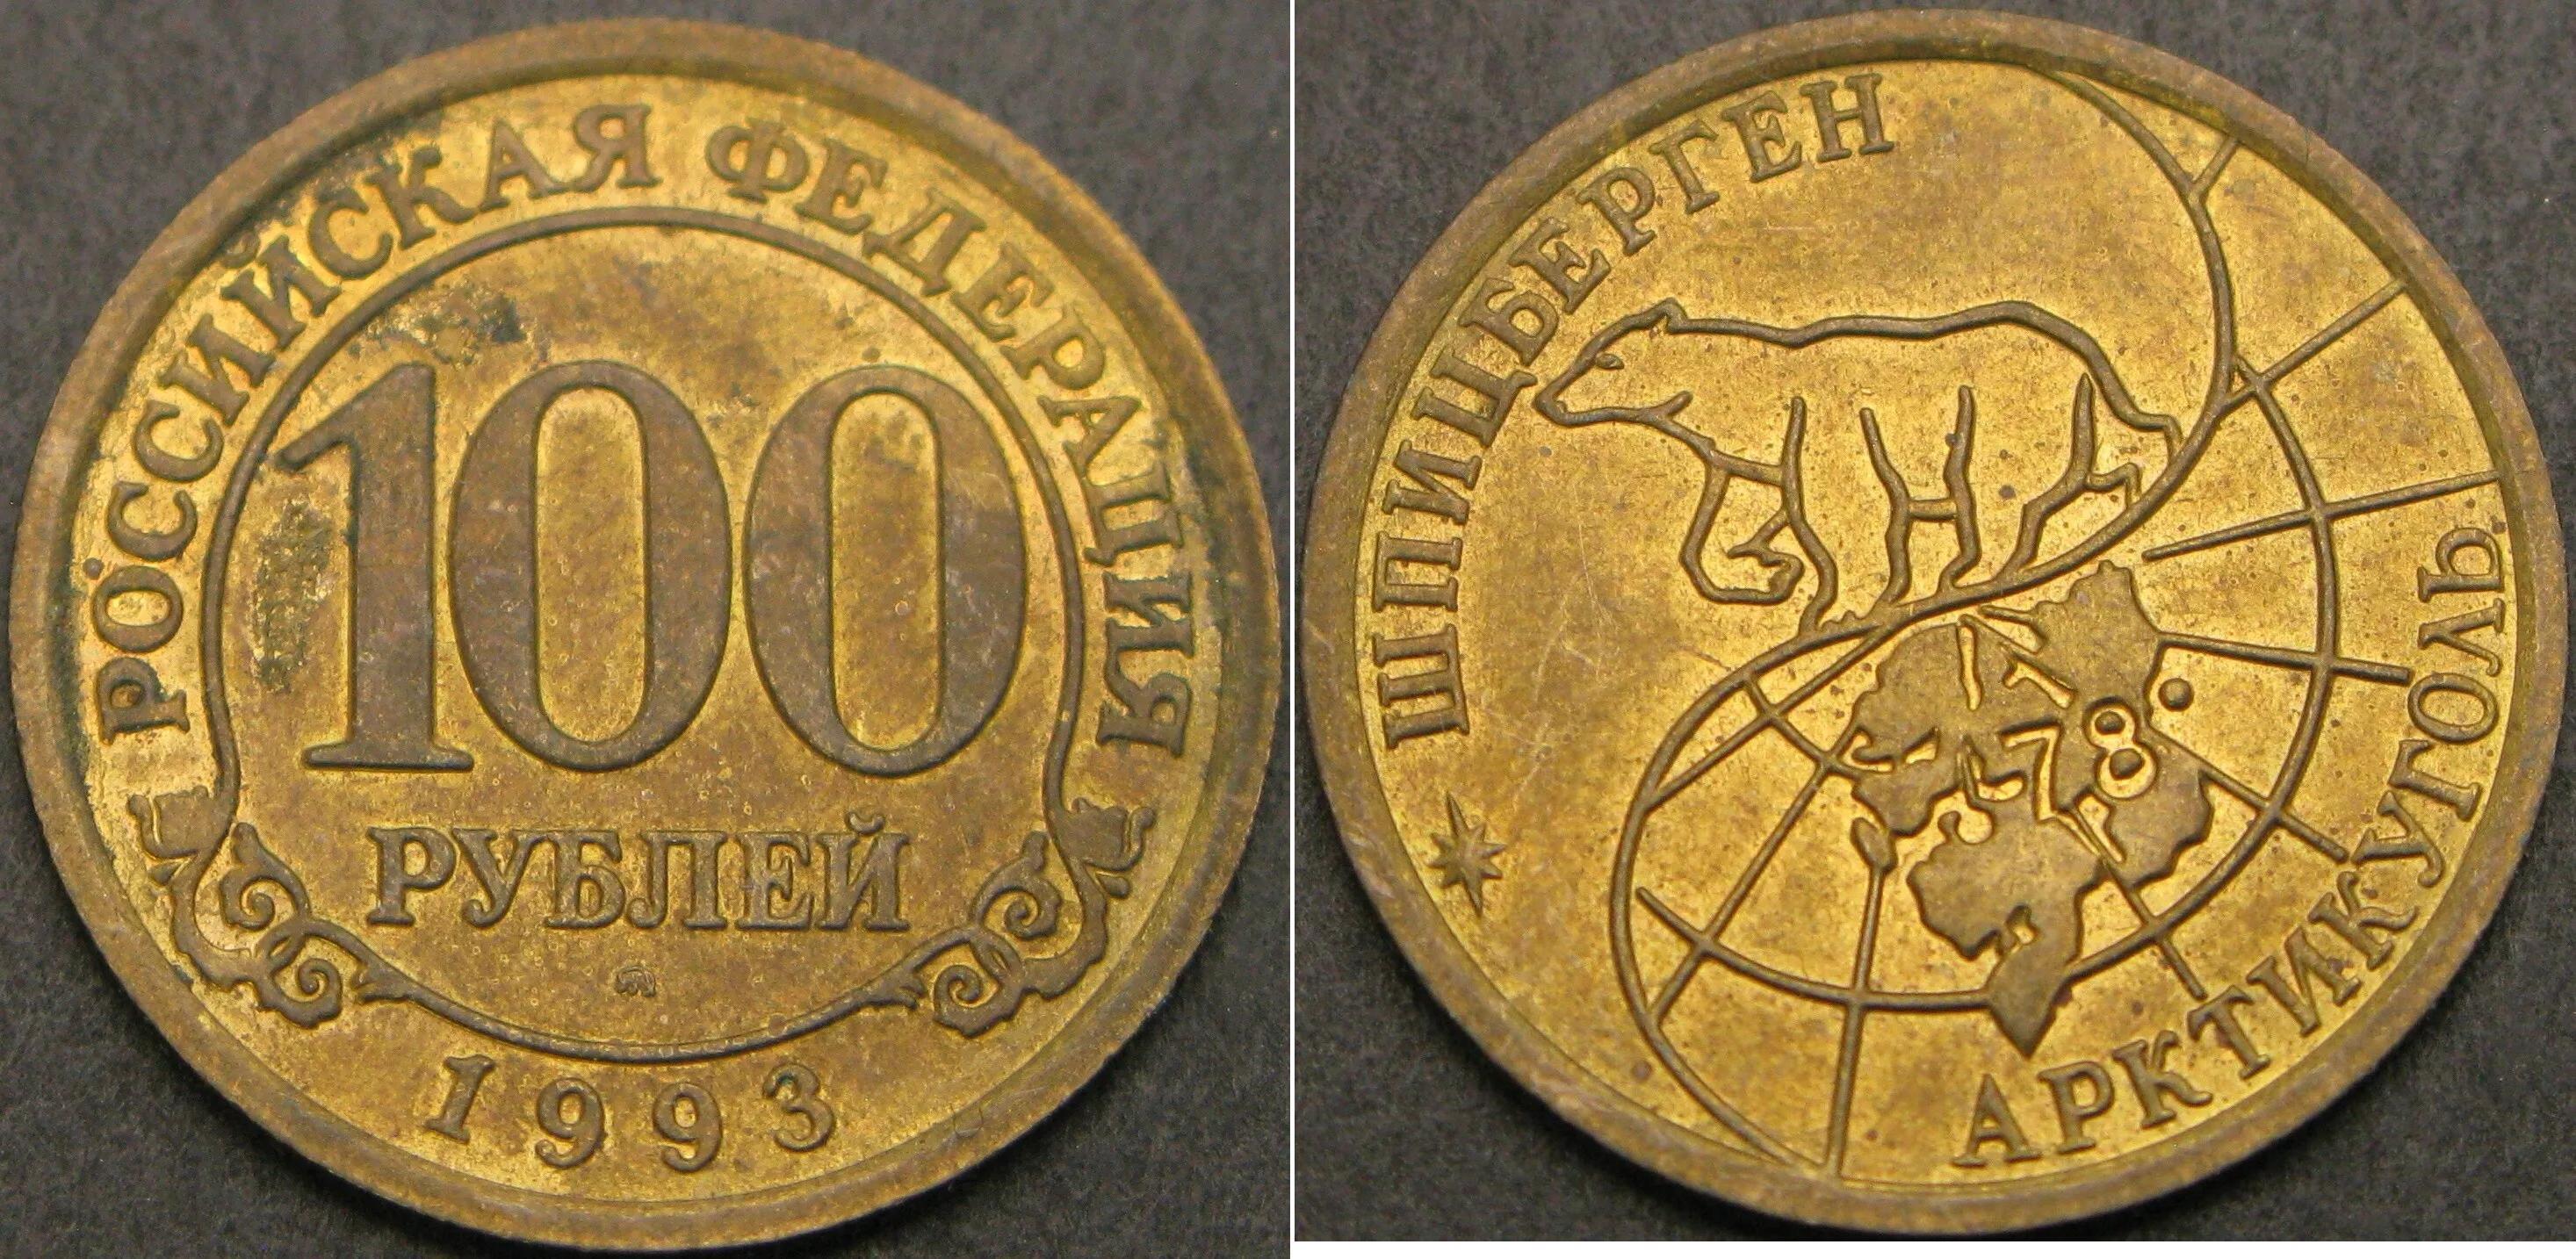 РОССИЙСКАЯ ФЕДЕРАЦИЯ
100
РУБЛЕЙ
1993
ШПИЦБЕРГЕН
78°
АРКТИКУГОЛЬ